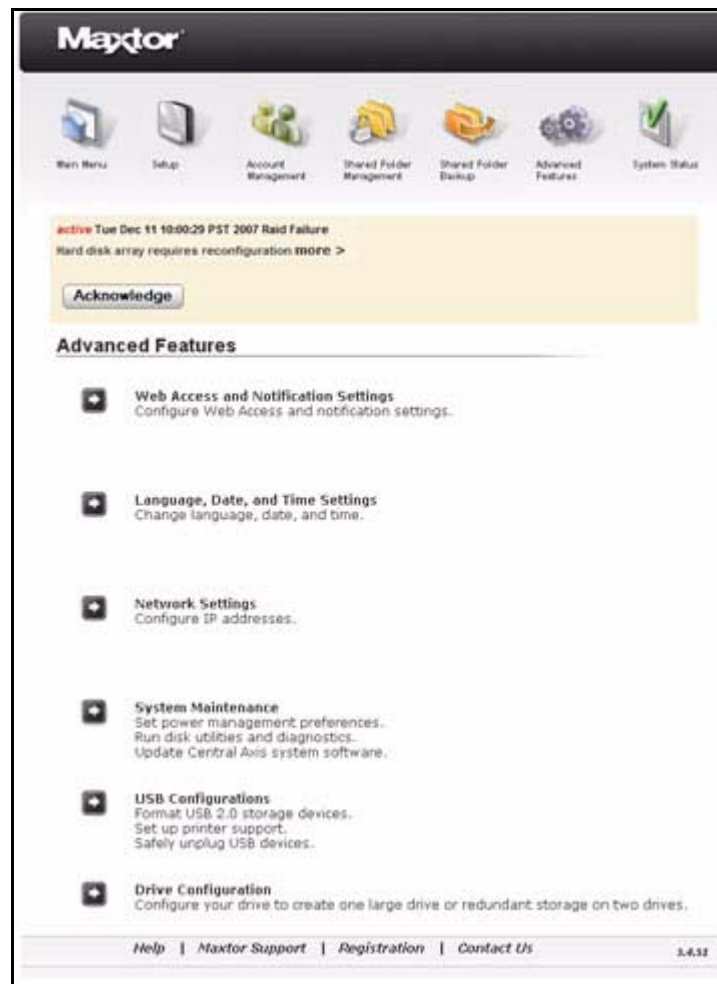 Maxtor
Main Menu
Setup
Account Management
Shared Folder Management
Shared Folder Backup
Advanced Features
System Status
active Tue Dec 11 10:00:29 PST 2007 Raid Failure
Hard disk array requires reconfiguration more >
Acknowledge
Advanced Features
Web Access and Notification Settings
Configure Web Access and notification settings.
Language, Date, and Time Settings
Change language, date, and time.
Network Settings
Configure IP addresses.
System Maintenance
Set power management preferences.
Run disk utilities and diagnostics.
Update Central Axis system software.
USB Configurations
Format USB 2.0 storage devices.
Set up printer support.
Safely unplug USB devices.
Drive Configuration
Configure your drive to create one large drive or redundant storage on two drives.
Help | Maxtor Support | Registration | Contact Us